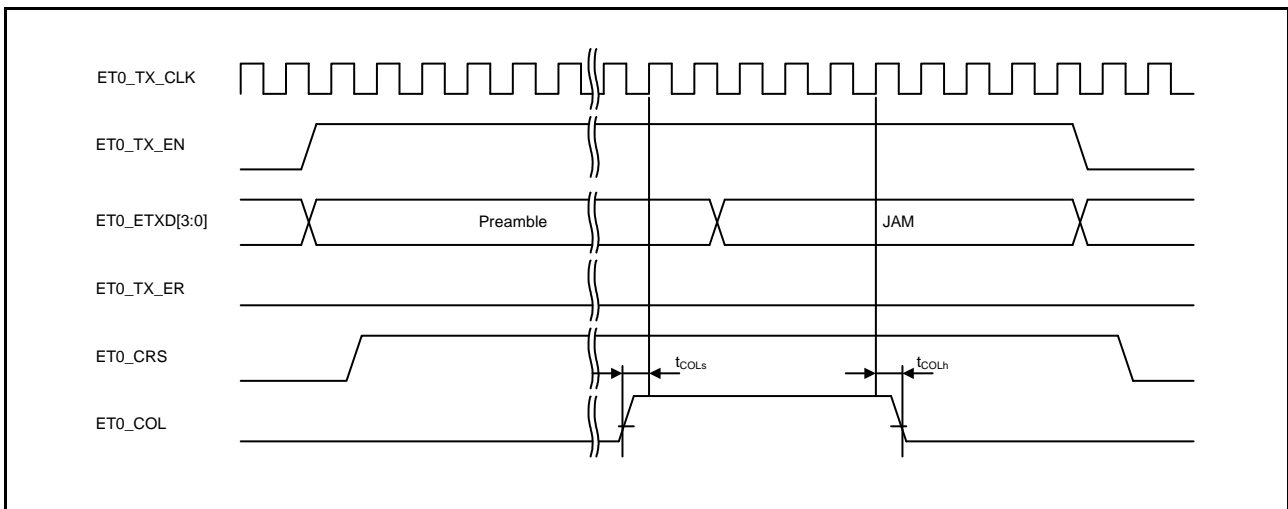 ET0_TX_CLK
ET0_TX_EN
ET0_ETXD[3:0]
Preamble
JAM
ET0_TX_ER
ET0_CRS
tCOLs
tCOLh
ET0_COL